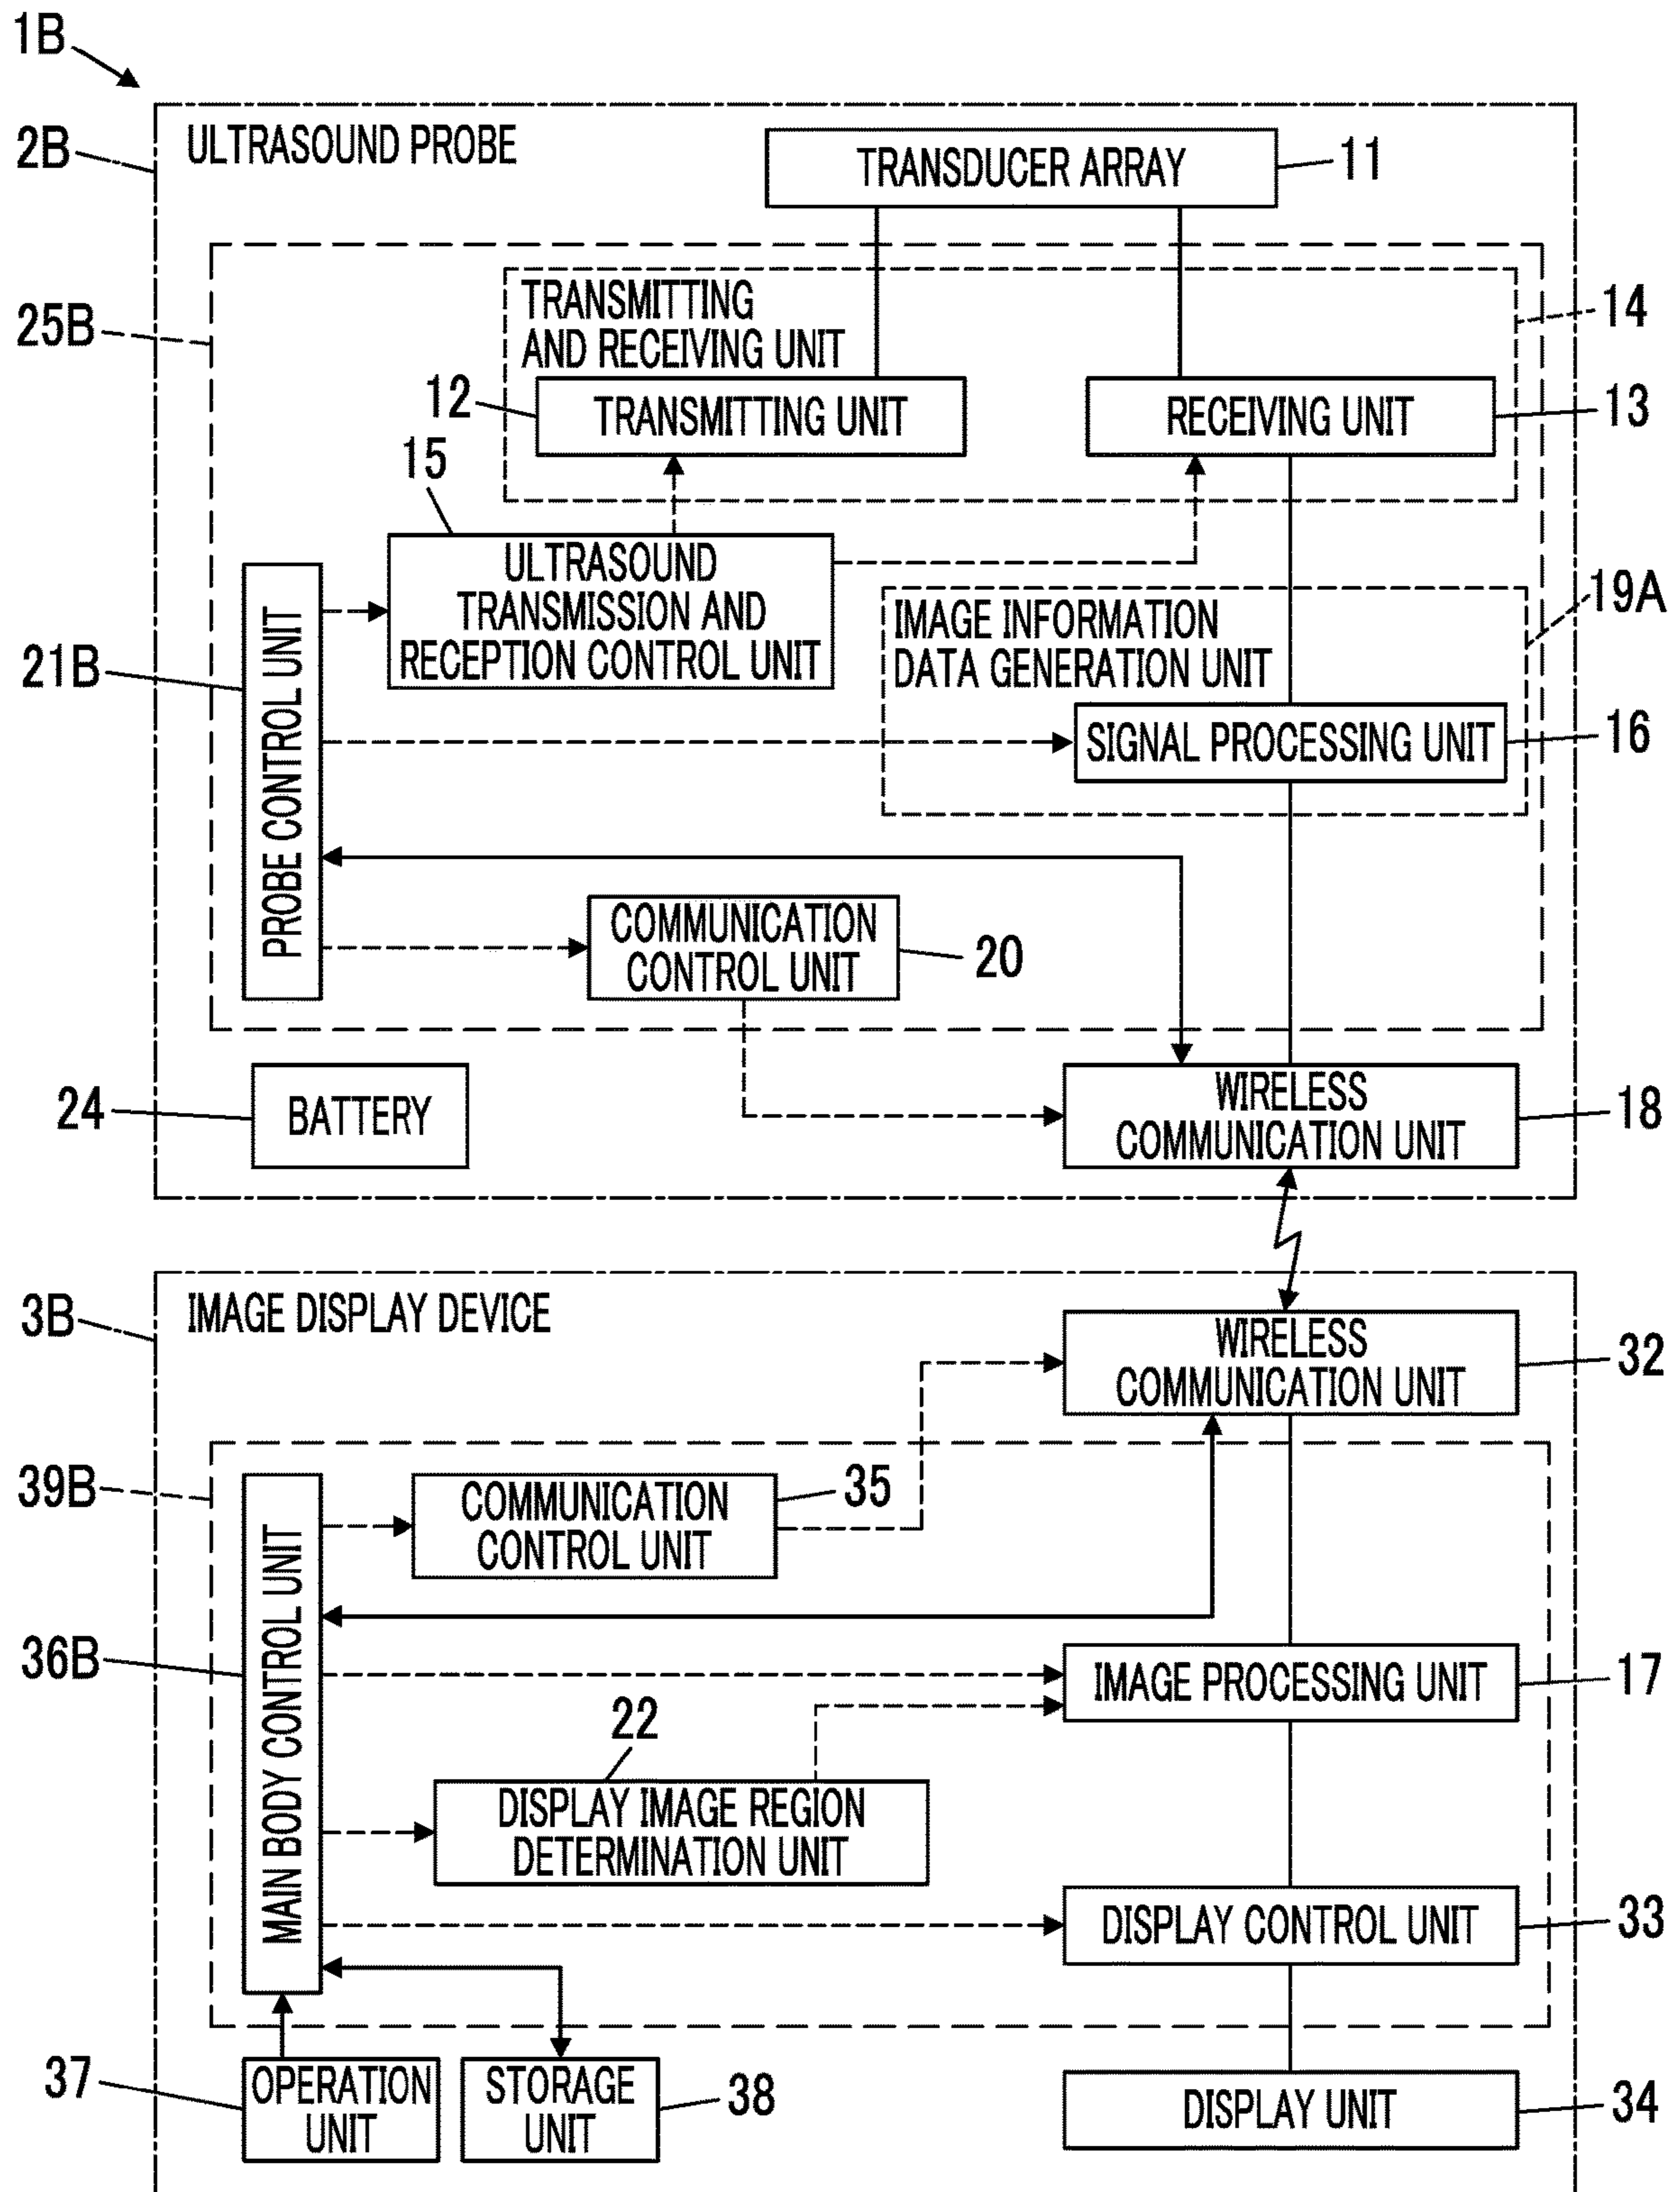 1B
2B
ULTRASOUND PROBE
TRANSDUCER ARRAY
11
25B
TRANSMITTING
AND RECEIVING UNIT
14
12
TRANSMITTING UNIT
RECEIVING UNIT
13
15
ULTRASOUND
TRANSMISSION AND
RECEPTION CONTROL UNIT
19A
IMAGE INFORMATION
DATA GENERATION UNIT
21B
PROBE CONTROL UNIT
SIGNAL PROCESSING UNIT
16
COMMUNICATION
CONTROL UNIT
20
24
BATTERY
WIRELESS
COMMUNICATION UNIT
18
3B
IMAGE DISPLAY DEVICE
WIRELESS
COMMUNICATION UNIT
32
39B
COMMUNICATION
CONTROL UNIT
35
36B
MAIN BODY CONTROL UNIT
IMAGE PROCESSING UNIT
17
22
DISPLAY IMAGE REGION
DETERMINATION UNIT
DISPLAY CONTROL UNIT
33
37
OPERATION
UNIT
STORAGE
UNIT
38
DISPLAY UNIT
34